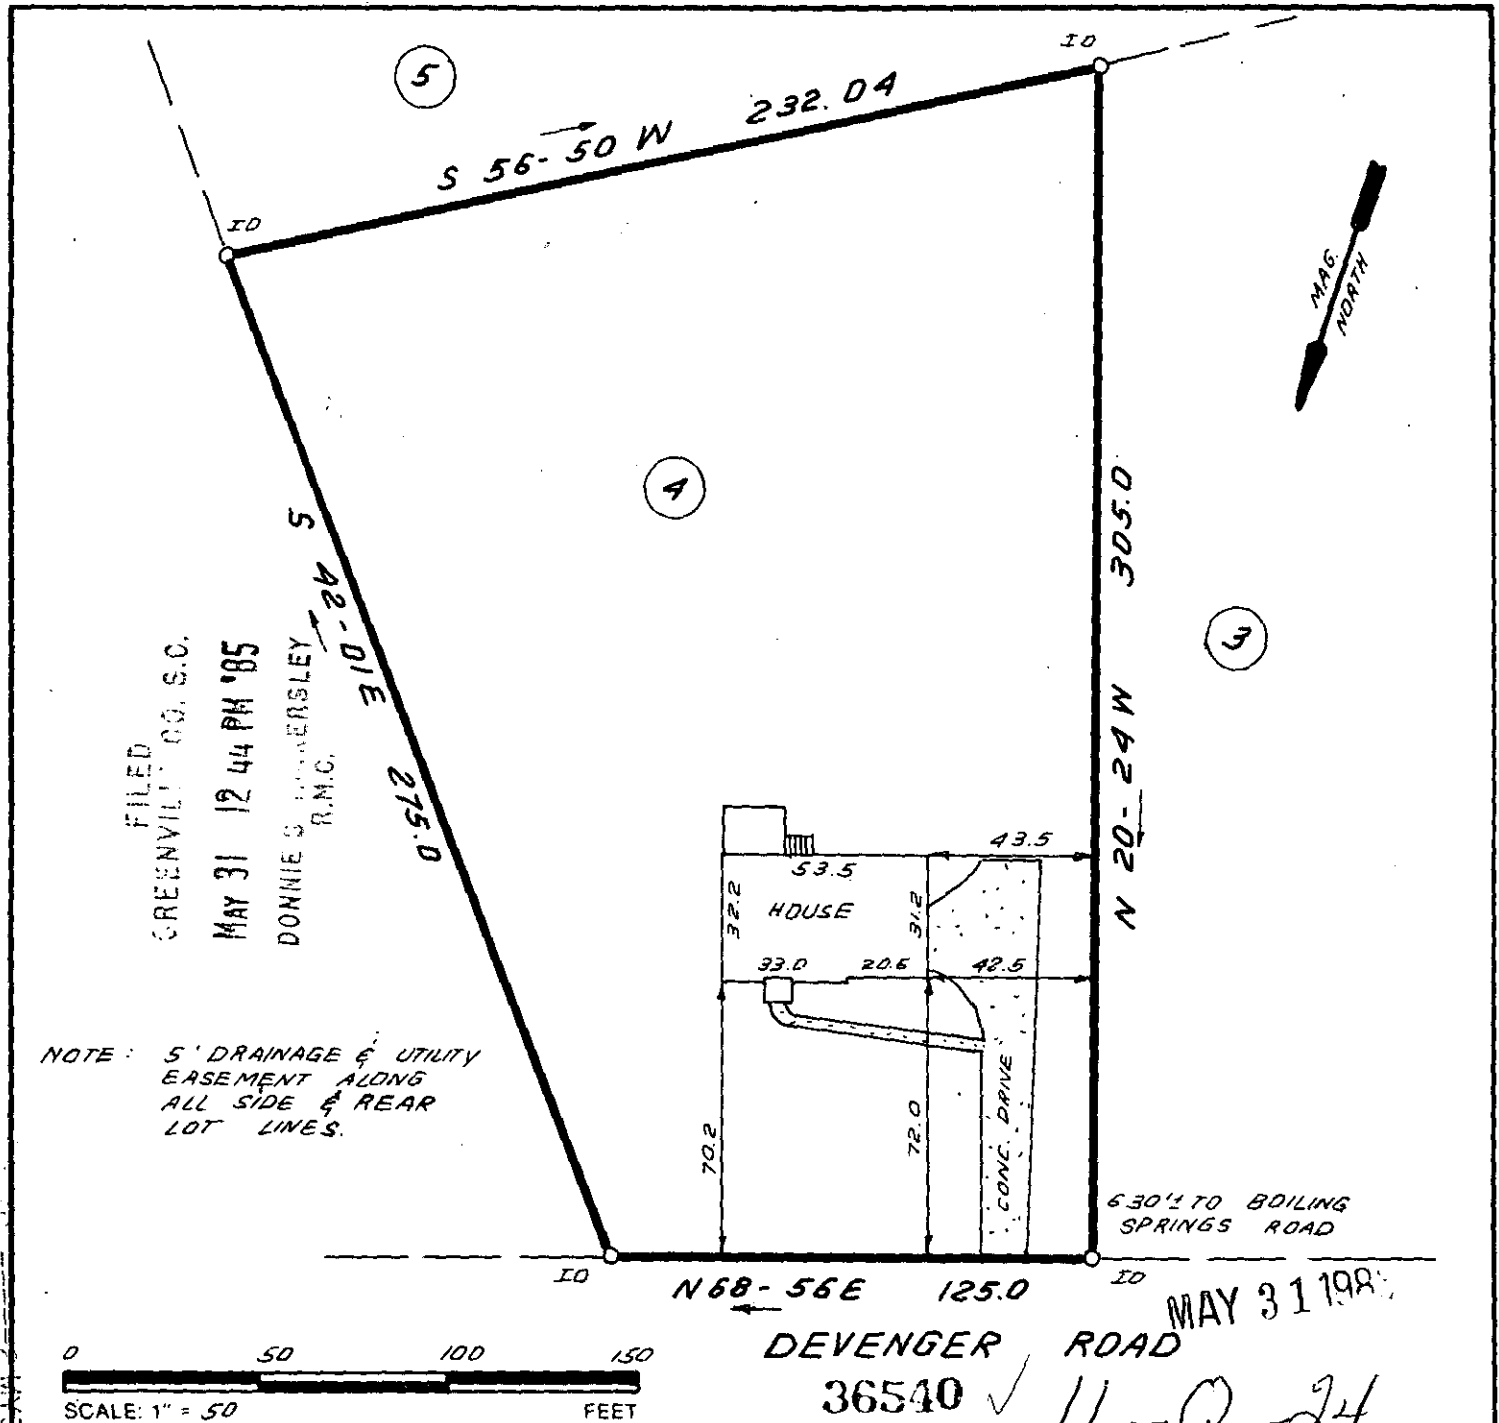 5
IO
S 56-50 W 232.04
IO
MAG.
NORTH
4
S 42-01E 275.0
N 20-24W 305.0
3
FILED
CO. S.C.
MAY 31 12 44 PM '85
DONNIE S.
R.M.C.
43.5
53.5
32.2
HOUSE
31.2
33.0 20.6 42.5
NOTE: 5' DRAINAGE & UTILITY
EASEMENT ALONG
ALL SIDE & REAR
LOT LINES.
70.2
72.0
CONC. DRIVE
630'± TO BOILING
SPRINGS ROAD
IO
N68-56E 125.0
IO
MAY 31
DEVENGER ROAD
0 50 100 150
SCALE: 1" = 50 FEET
36540 ✓